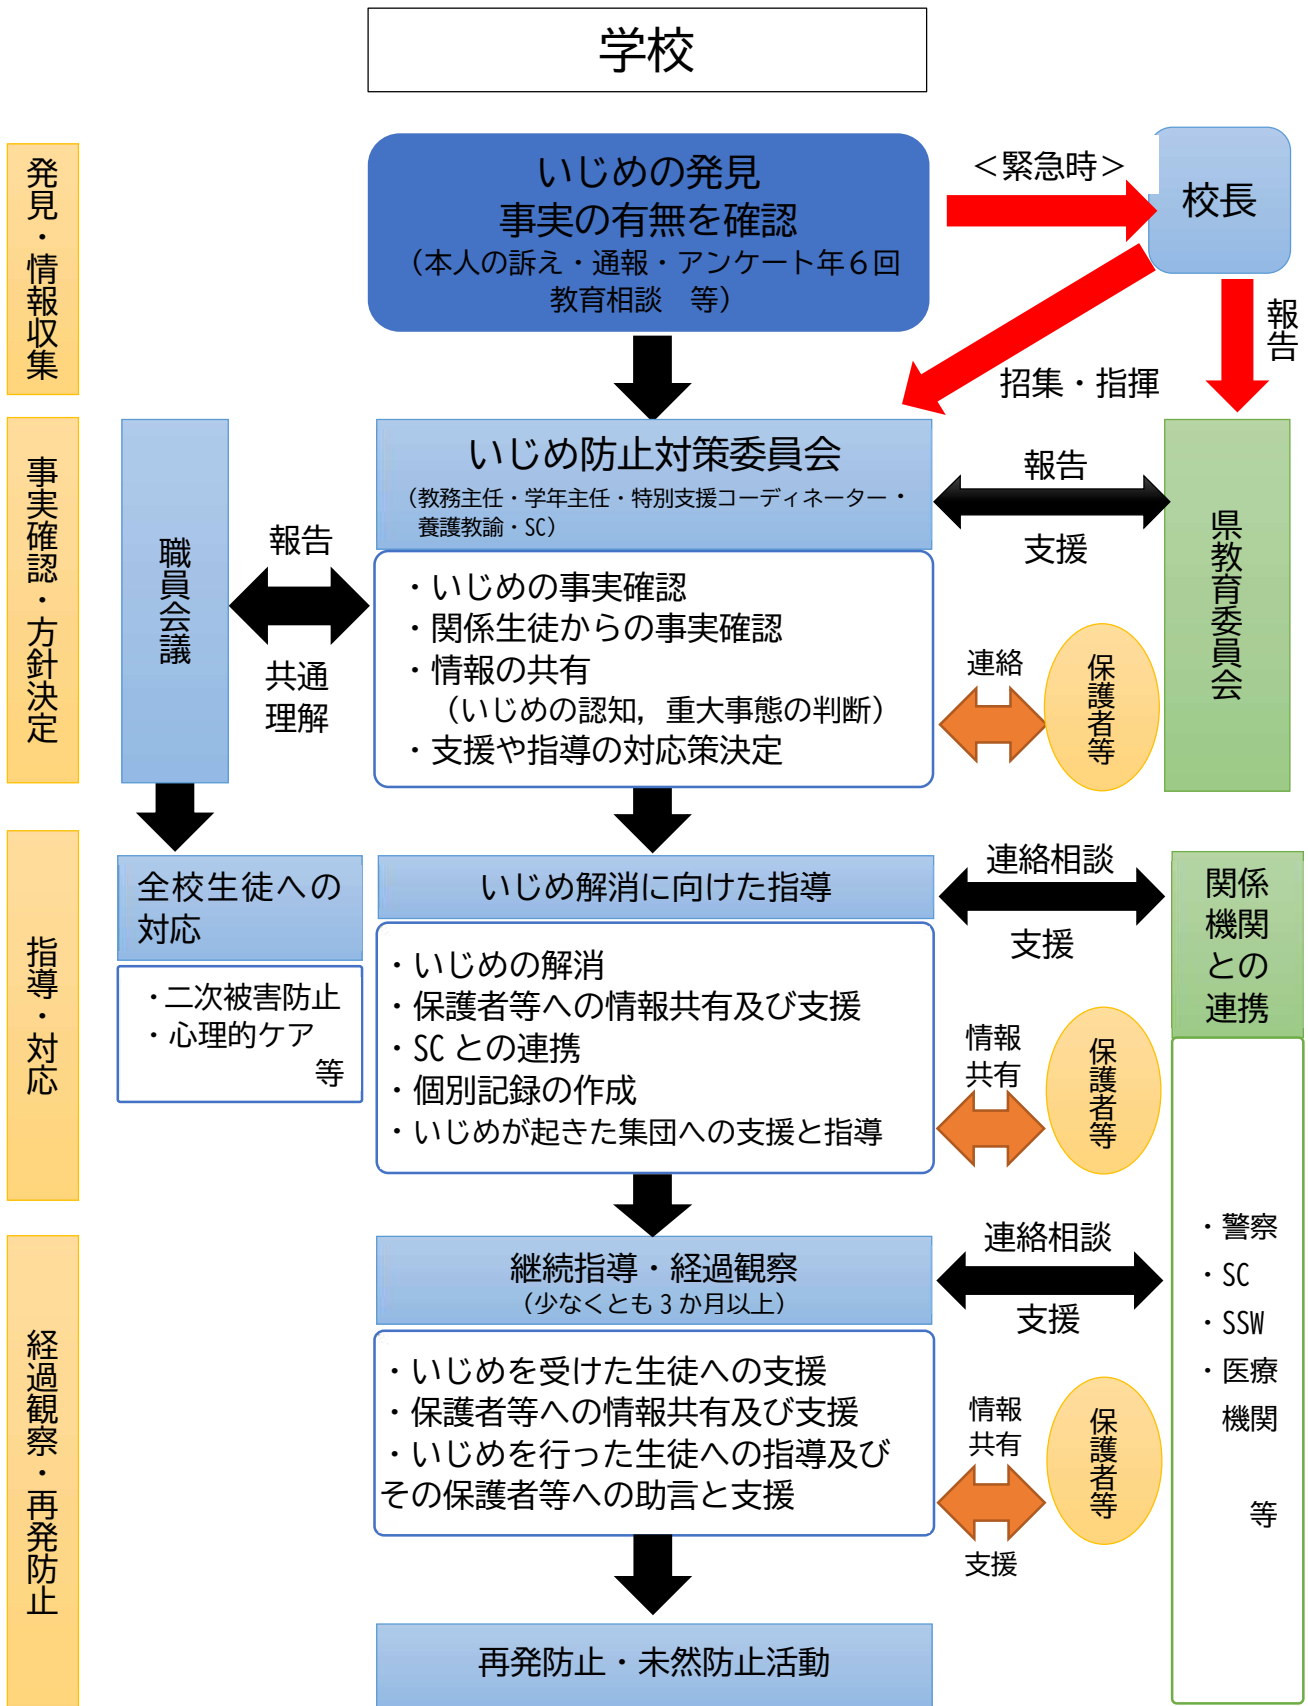 学校
発見・情報収集
いじめの発見
事実の有無を確認
（本人の訴え・通報・アンケート年６回
教育相談　等）
＜緊急時＞
校長
報告
招集・指揮
事実確認・方針決定
職員会議
報告
共通
理解
いじめ防止対策委員会
（教務主任・学年主任・特別支援コーディネーター・
養護教諭・SC）
・いじめの事実確認
・関係生徒からの事実確認
・情報の共有
（いじめの認知，重大事態の判断）
・支援や指導の対応策決定
報告
支援
連絡
保護者等
県教育委員会
指導・対応
全校生徒への
対応
・二次被害防止
・心理的ケア
等
いじめ解消に向けた指導
・いじめの解消
・保護者等への情報共有及び支援
・SC との連携
・個別記録の作成
・いじめが起きた集団への支援と指導
連絡相談
支援
情報
共有
保護者等
関係
機関
との
連携
・警察
・SC
・SSW
・医療
機関
等
経過観察・再発防止
継続指導・経過観察
（少なくとも 3 か月以上）
・いじめを受けた生徒への支援
・保護者等への情報共有及び支援
・いじめを行った生徒への指導及び
その保護者等への助言と支援
連絡相談
支援
情報
共有
支援
保護者等
再発防止・未然防止活動